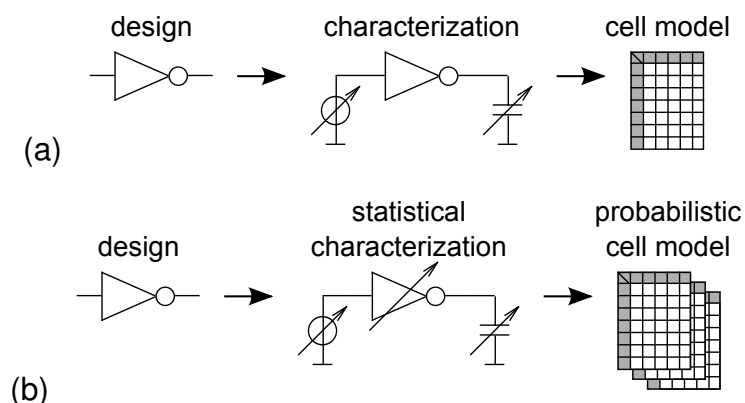 design
characterization
cell model
(a)
statistical
probabilistic
design
characterization
cell model
(b)